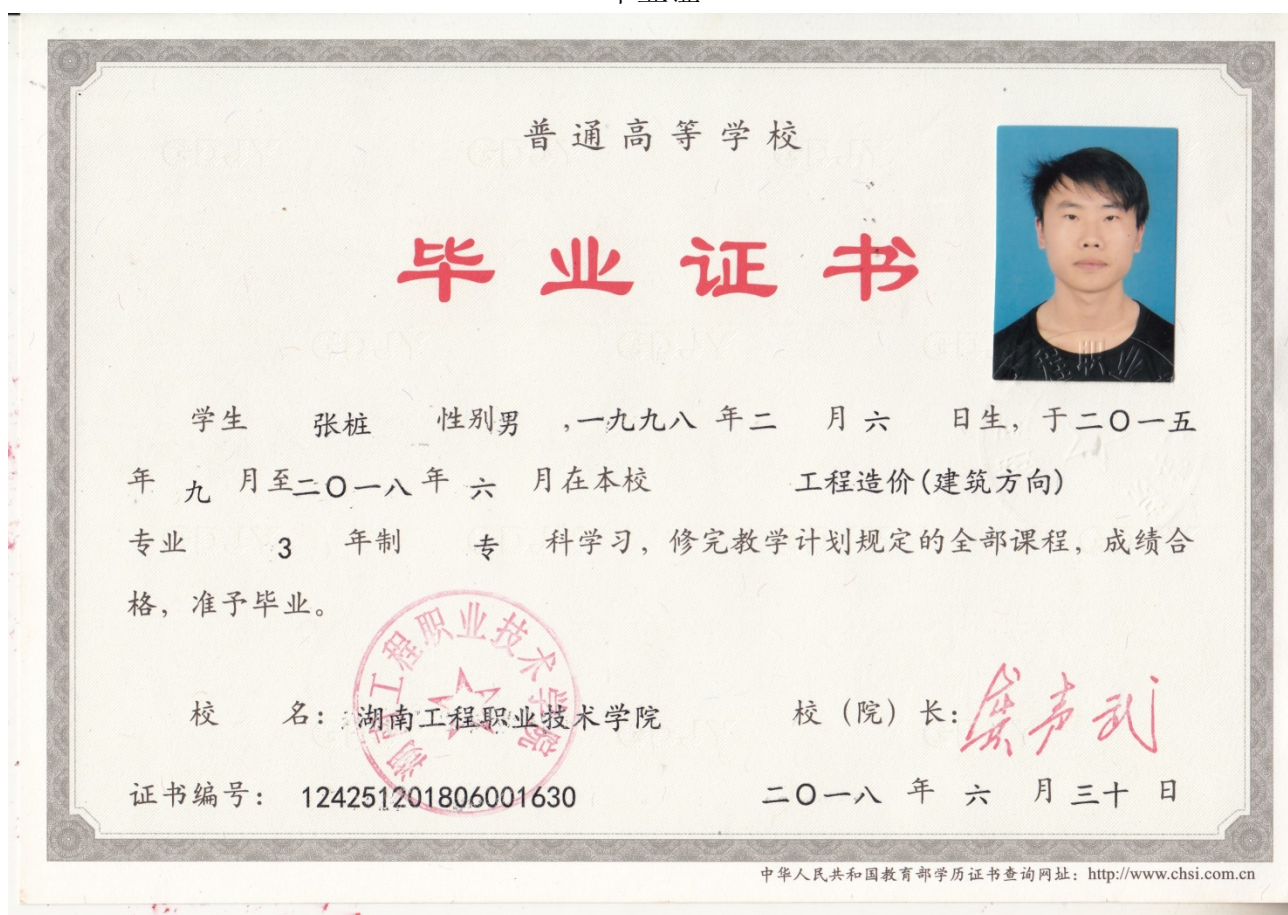 普通高等学校
毕业证书
学生 张桩 性别男 ,一九九八 年二 月 六 日生，于二〇一五
年 九 月至二〇一八年 六 月在本校 工程造价(建筑方向)
专业 3 年制 专 科学习，修完教学计划规定的全部课程，成绩合
格，准予毕业。
湖南工程职业技术学院
校 名：湖南工程职业技术学院 校（院）长：
证书编号：124251201806001630 二〇一八 年 六 月 三十 日
中华人民共和国教育部学历证书查询网址：http://www.chsi.com.cn